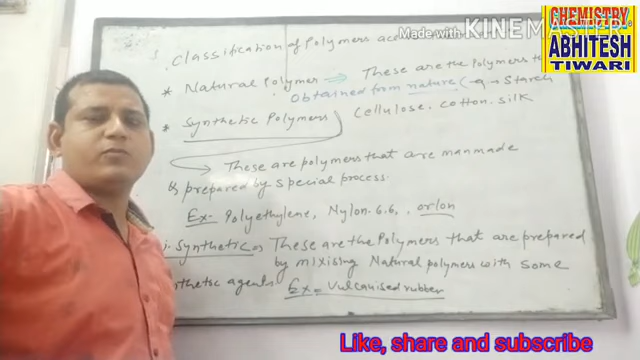 CHEMISTRY
ABHITESH
TIWARI
Made with KINEMASTER
Classification of Polymers
* Natural Polymer ⇒ These are the Polymers
Obtained from nature (eg → Starch
* Synthetic Polymers cellulose. cotton. silk
→ These are polymers that are manmade
prepared by special process.
Ex- Polyethylene, Nylon-6.6, orlon
i. Synthetic These are the Polymers that are prepared
by mixising Natural polymers with some
nthetic agents. Ex = Vulcanised rubber
Like, share and subscribe